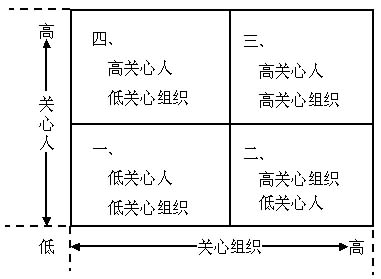 高
四、
高关心人
低关心组织
三、
高关心人
高关心组织
关心人
一、
低关心人
低关心组织
二、
高关心组织
低关心人
低
关心组织
高